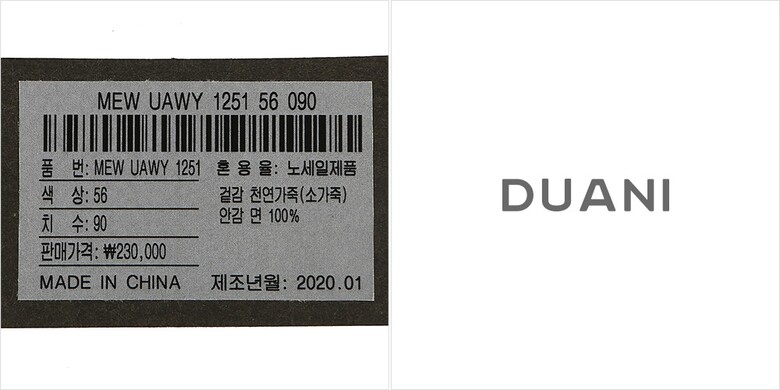 MEW UAWY 1251 56 090
품 번: MEW UAWY 1251
색 상: 56
치 수: 90
판매가격: ₩230,000
혼 용 율: 노세일제품
겉감 천연가죽(소가죽)
안감 면 100%
MADE IN CHINA 제조년월: 2020.01
DUANI